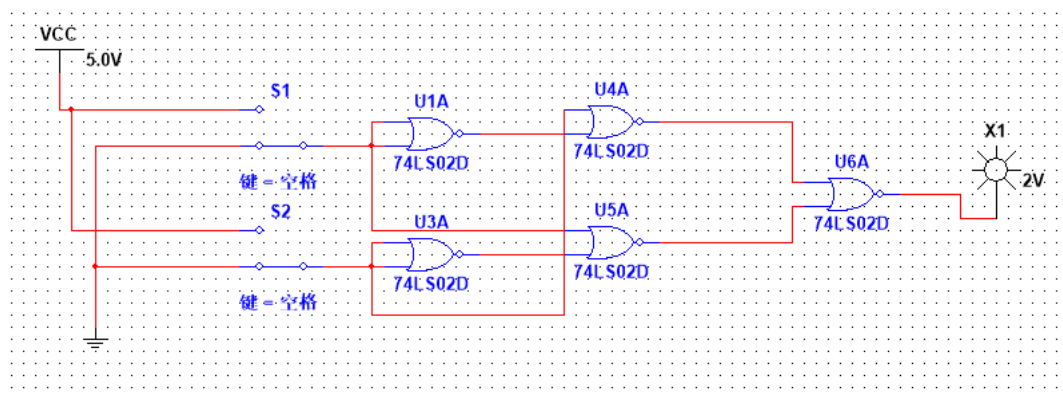 VCC
5.0V
S1
键 = 空格
S2
键 = 空格
U1A
74LS02D
U3A
74LS02D
U4A
74LS02D
U5A
74LS02D
U6A
74LS02D
X1
2V